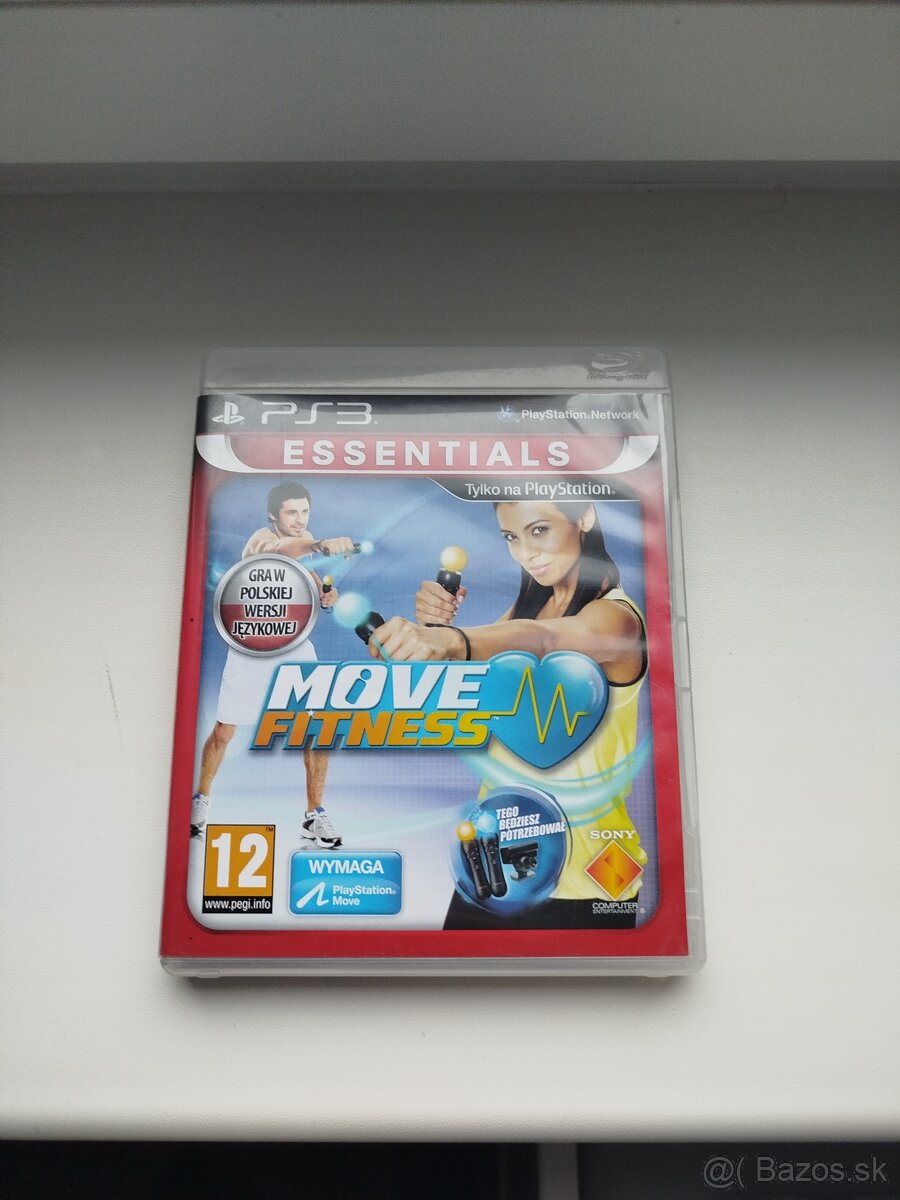 PS3
PlayStation Network
ESSENTIALS
Tylko na PlayStation
GRA W
POLSKIEJ
WERSJI
JĘZYKOWEJ
MOVE
FITNESS™
TEGO
BĘDZIESZ
POTRZEBOWAŁ
12
www.pegi.info
WYMAGA
PlayStation®
Move
SONY
COMPUTER
ENTERTAINMENT®
@( Bazos.sk